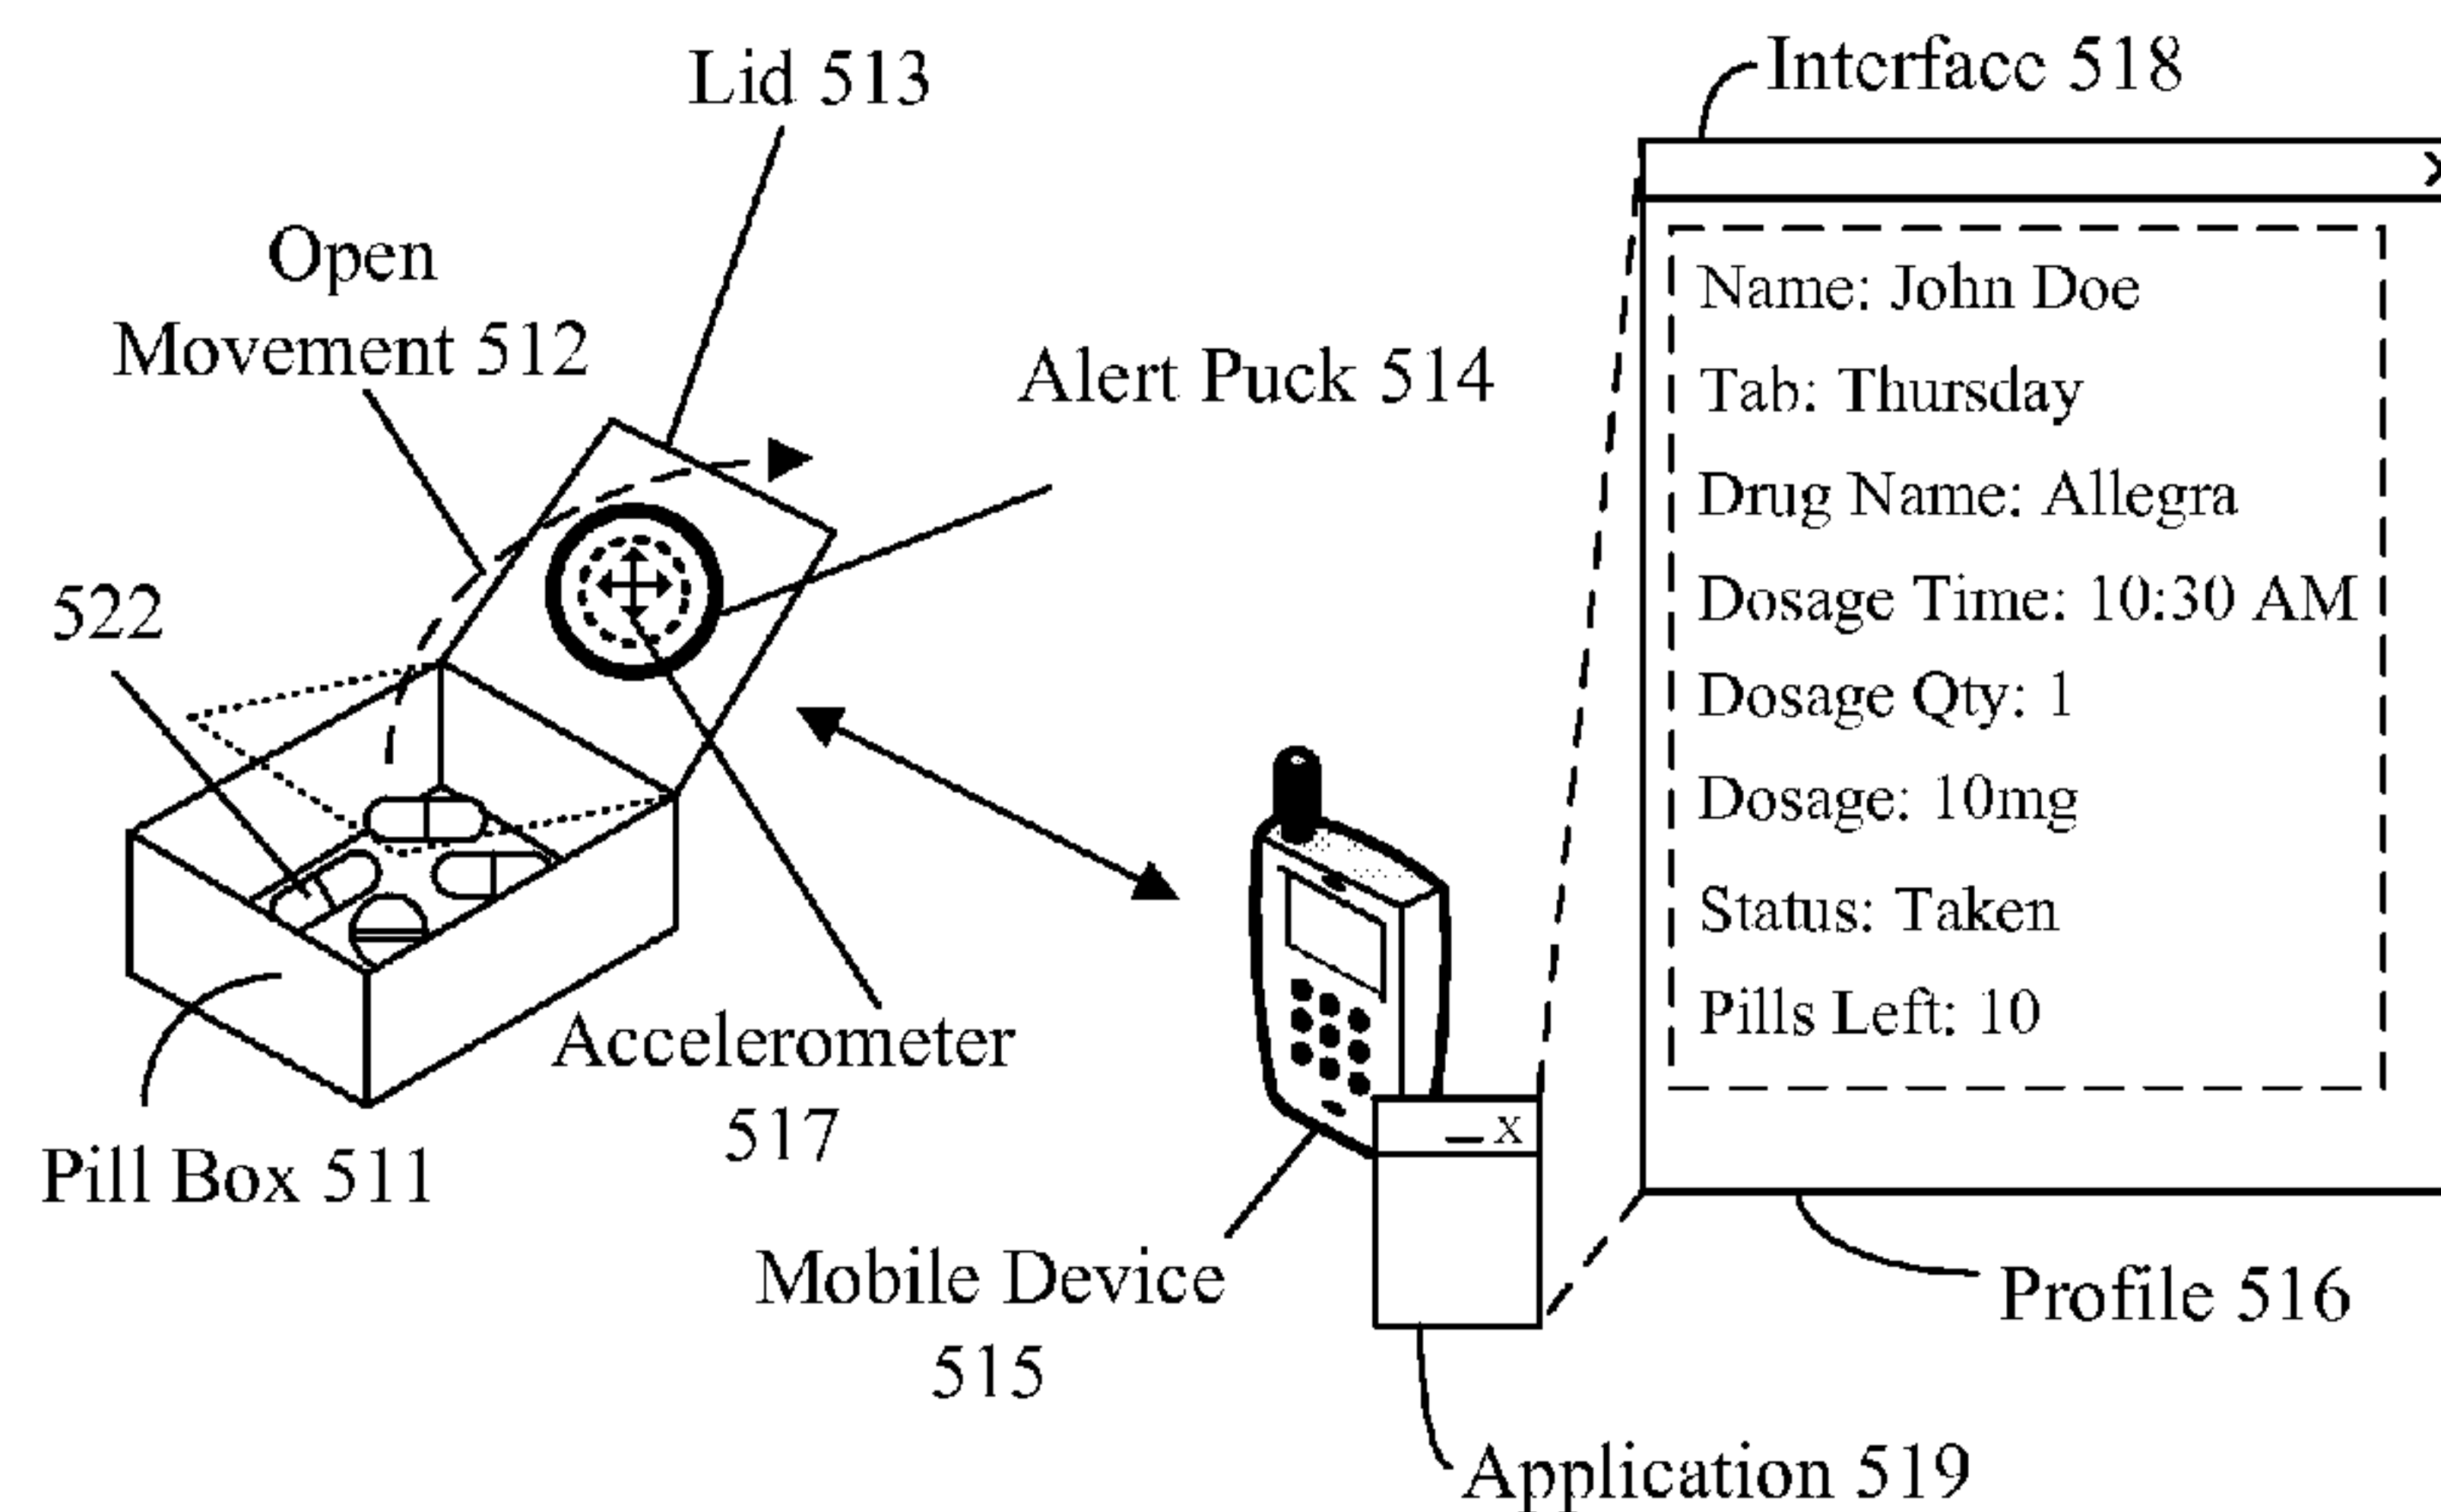 Lid 513
Interface 518
Open
Movement 512
Alert Puck 514
522
X
Name: John Doe
Tab: Thursday
Drug Name: Allegra
Dosage Time: 10:30 AM
Dosage Qty: 1
Dosage: 10mg
Status: Taken
Pills Left: 10
Accelerometer
517
Pill Box 511
_ X
Mobile Device
515
Profile 516
Application 519